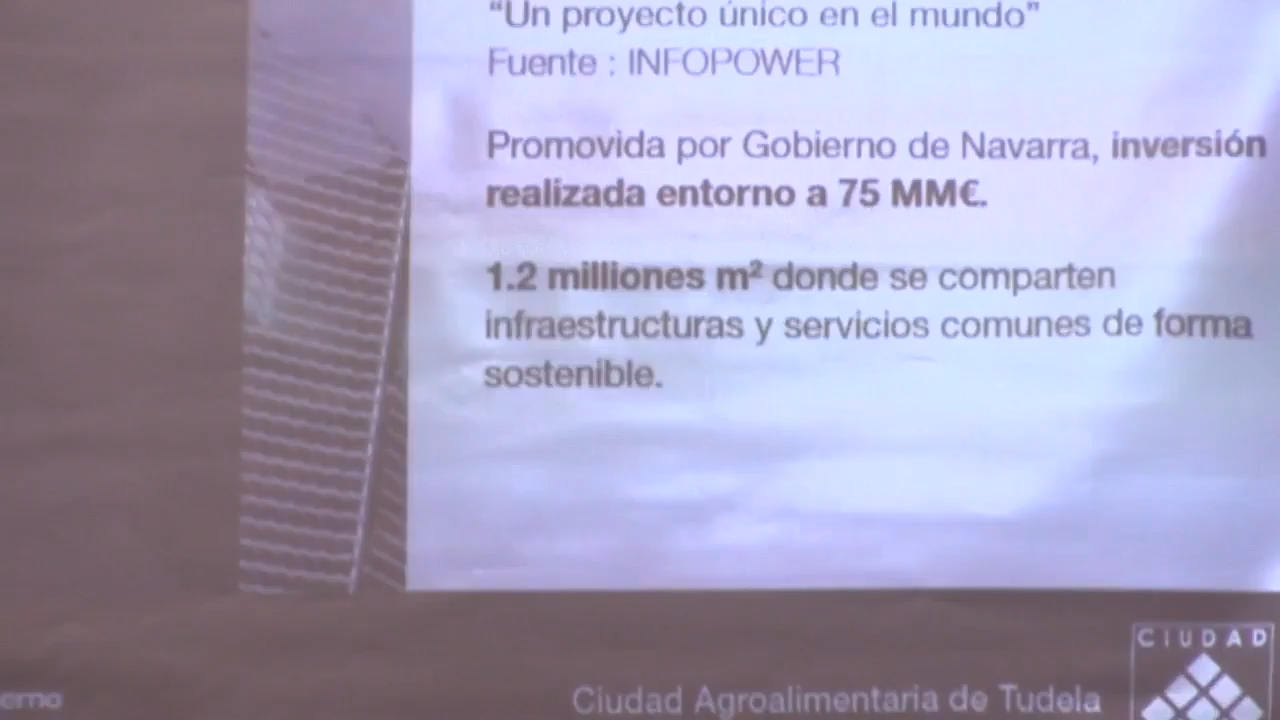 “Un proyecto único en el mundo”
Fuente : INFOPOWER
Promovida por Gobierno de Navarra, inversión
realizada entorno a 75 MM€.
1.2 milliones m² donde se comparten
infraestructuras y servicios comunes de forma
sostenible.
CIUDAD
erno
Ciudad Agroalimentaria de Tudela